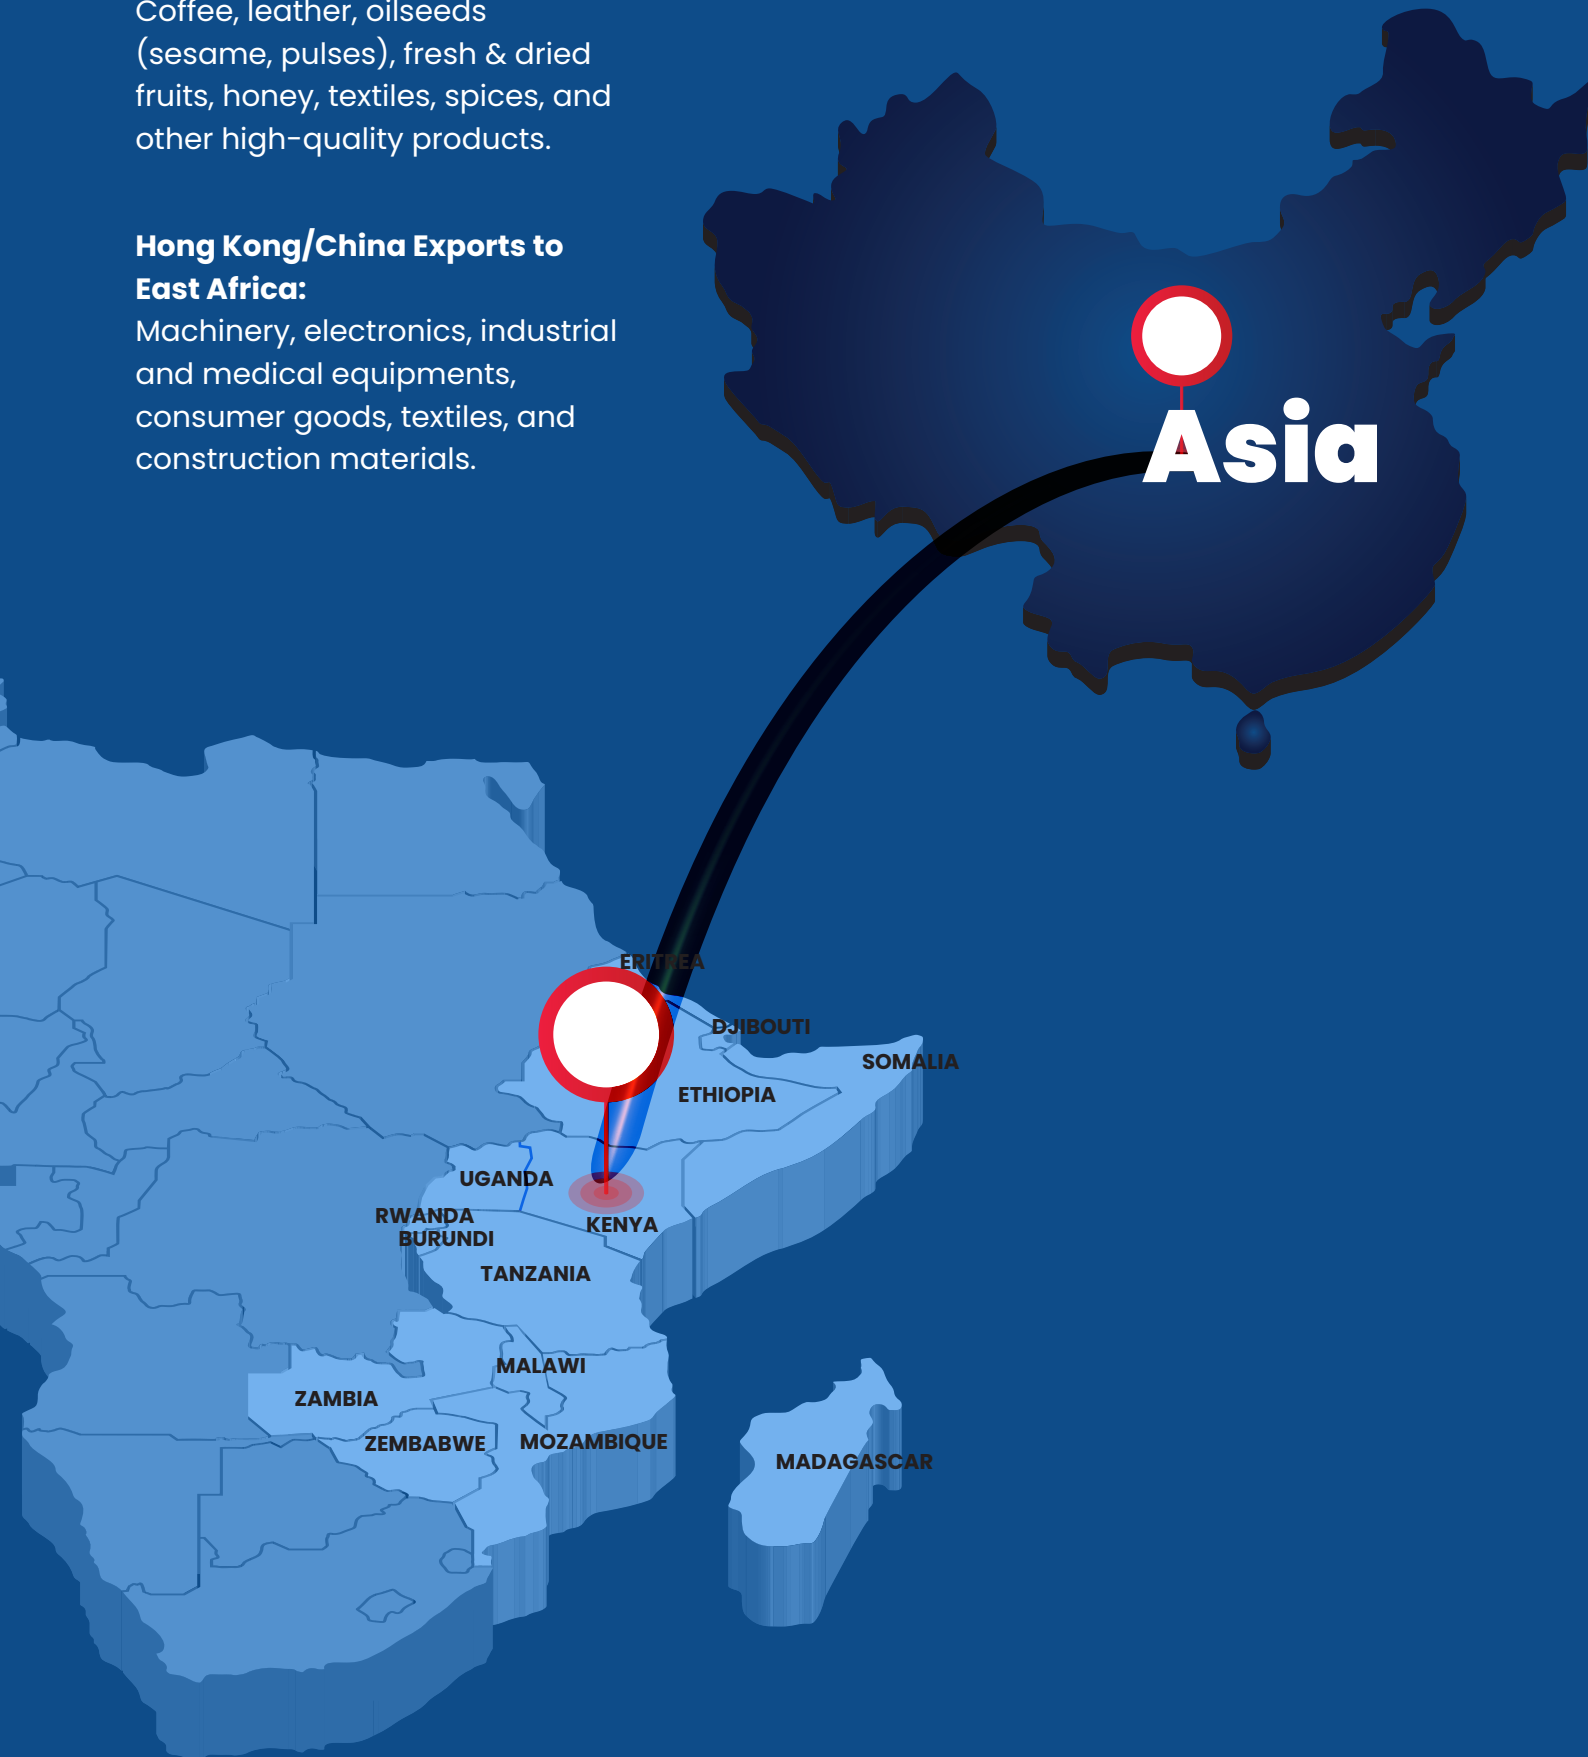 Coffee, leather, oilseeds
(sesame, pulses), fresh & dried
fruits, honey, textiles, spices, and
other high-quality products.
Hong Kong/China Exports to
East Africa:
Machinery, electronics, industrial
and medical equipments,
consumer goods, textiles, and
construction materials.
Asia
ERITREA
DJIBOUTI
SOMALIA
ETHIOPIA
UGANDA
RWANDA
KENYA
BURUNDI
TANZANIA
MALAWI
ZAMBIA
ZEMBABWE
MOZAMBIQUE
MADAGASCAR